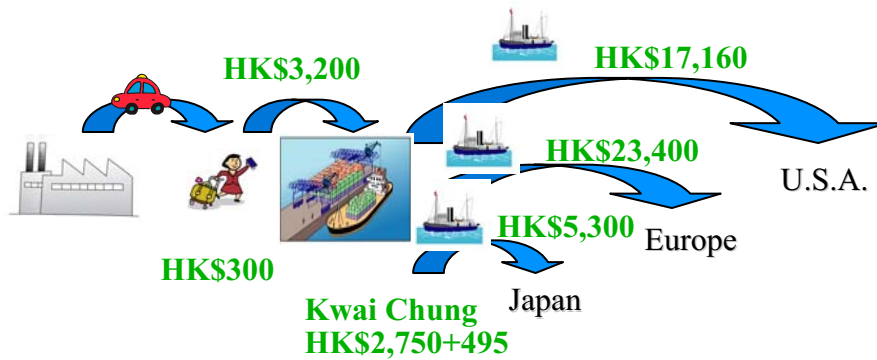 HK$3,200
HK$17,160
HK$23,400
U.S.A.
HK$5,300
Europe
HK$300
Japan
Kwai Chung
HK$2,750+495